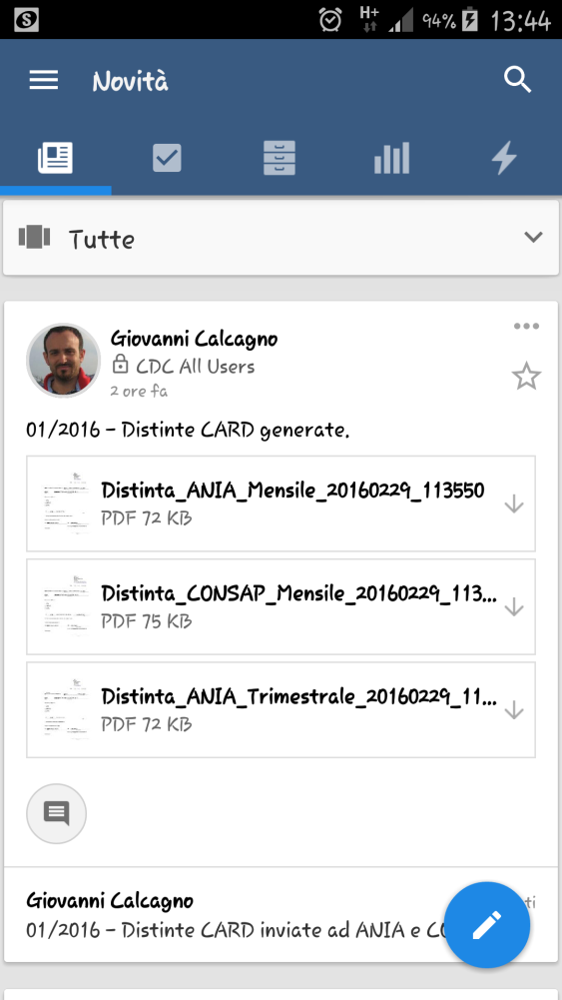 S H+ 94% 13:44
Novità
Tutte
Giovanni Calcagno
CDC All Users
2 ore fa
01/2016 - Distinte CARD generate.
Distinta_ANIA_Mensile_20160229_113550
PDF 72 KB
Distinta_CONSAP_Mensile_20160229_113...
PDF 75 KB
Distinta_ANIA_Trimestrale_20160229_11...
PDF 72 KB
Giovanni Calcagno
01/2016 - Distinte CARD inviate ad ANIA e